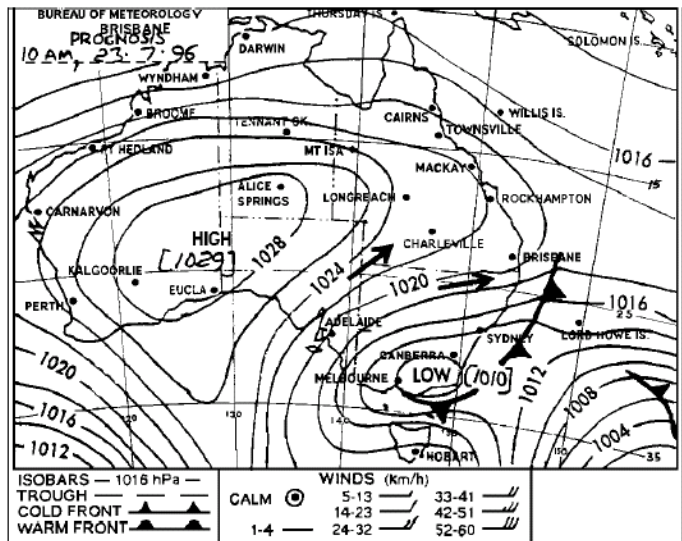 BUREAU OF METEOROLOGY
BRISBANE
PROGNOSIS
10 AM, 23.7.96
THURSDAY IS.
DARWIN
SOLOMON IS.
WYNDHAM
BROOME
CAIRNS
WILLIS IS.
TENNANT CK.
TOWNSVILLE
PT HEDLAND
MT ISA
MACKAY
1016
15
ALICE
SPRINGS
LONGREACH
ROCKHAMPTON
CARNARVON
HIGH
[1029]
1028
CHARLEVILLE
BRISBANE
KALGOORLIE
1024
1020
EUCLA
PERTH
1016
25
ADELAIDE
SYDNEY
LORD HOWE IS.
CANBERRA
1020
MELBOURNE
LOW
[1010]
1012
1008
1016
1004
1012
120
130
140
150
HOBART
35
ISOBARS — 1016 hPa —
TROUGH
COLD FRONT
WARM FRONT
WINDS (Km/h)
CALM
5-13
33-41
14-23
42-51
1-4
24-32
52-60